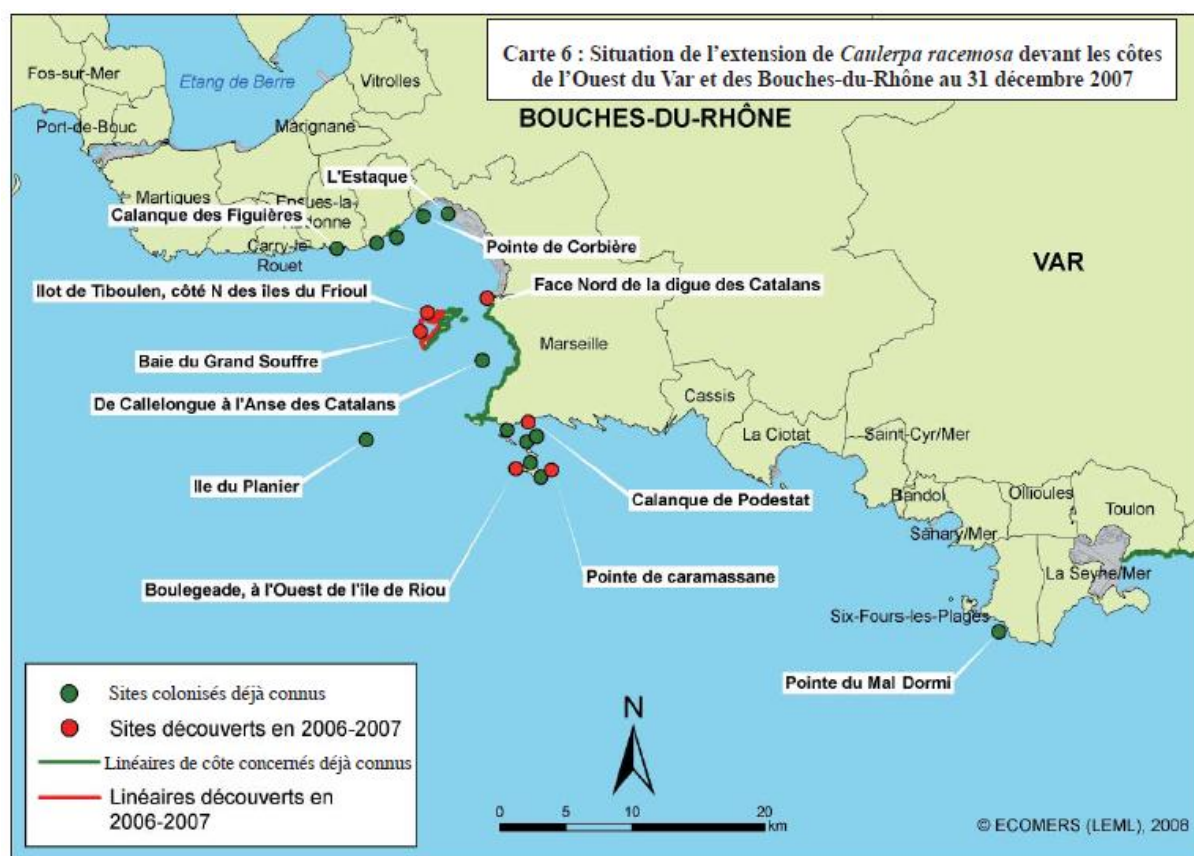 Carte 6 : Situation de l'extension de Caulerpa racemosa devant les côtes
de l'Ouest du Var et des Bouches-du-Rhône au 31 décembre 2007
Fos-sur-Mer
Etang de Berre
Vitrolles
Port-de-Bouc
Marignane
BOUCHES-DU-RHÔNE
L'Estaque
Martigues
Calanque des Figuières
Carry-le-
Rouet
Pointe de Corbière
VAR
Ilot de Tiboulen, côté N des îles du Frioul
Face Nord de la digue des Catalans
Baie du Grand Souffre
Marseille
De Callelongue à l'Anse des Catalans
Cassis
La Ciotat
Saint-Cyr/Mer
Ile du Planier
Calanque de Podestat
Bandol
Ollioules
Toulon
Sanary/Mer
Boulegeade, à l'Ouest de l'île de Riou
Pointe de caramassane
La Seyne/Mer
Six-Fours-les-Plages
Pointe du Mal Dormi
Sites colonisés déjà connus
Sites découverts en 2006-2007
Linéaires de côte concernés déjà connus
Linéaires découverts en
2006-2007
N
0 5 10 20
km
© ECOMERS (LEML), 2008